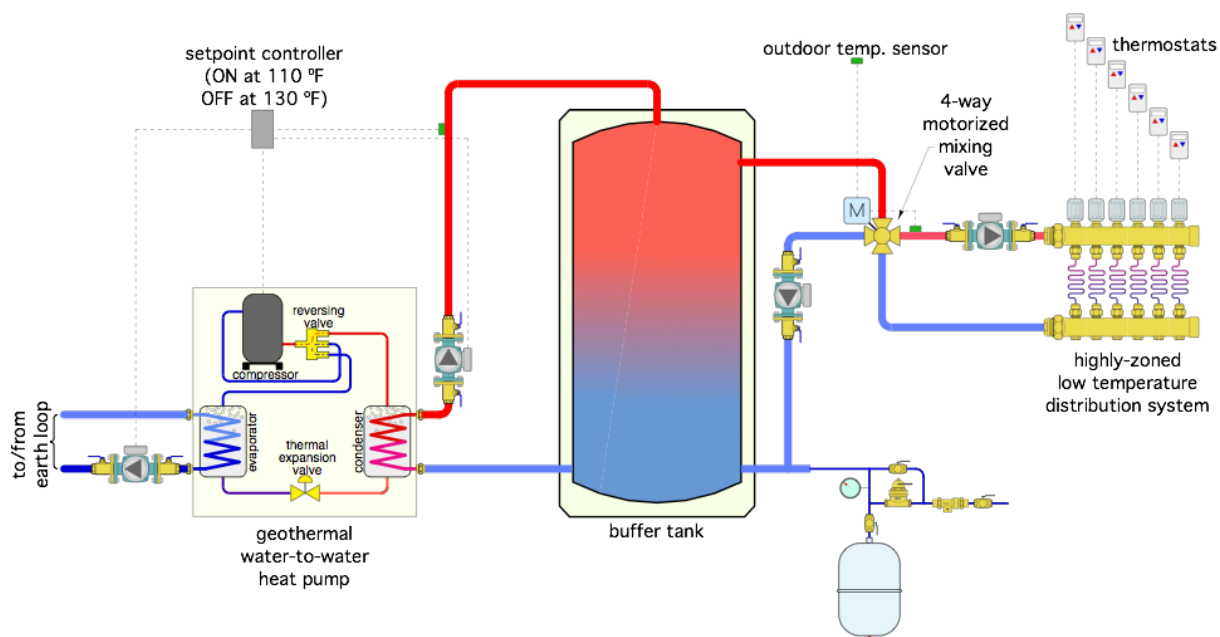 setpoint controller
(ON at 110 ºF
OFF at 130 ºF)
outdoor temp. sensor
thermostats
4-way
motorized
mixing
valve
M
reversing
valve
compressor
to/from
earth loop
evaporator
condenser
thermal
expansion
valve
geothermal
water-to-water
heat pump
buffer tank
highly-zoned
low temperature
distribution system